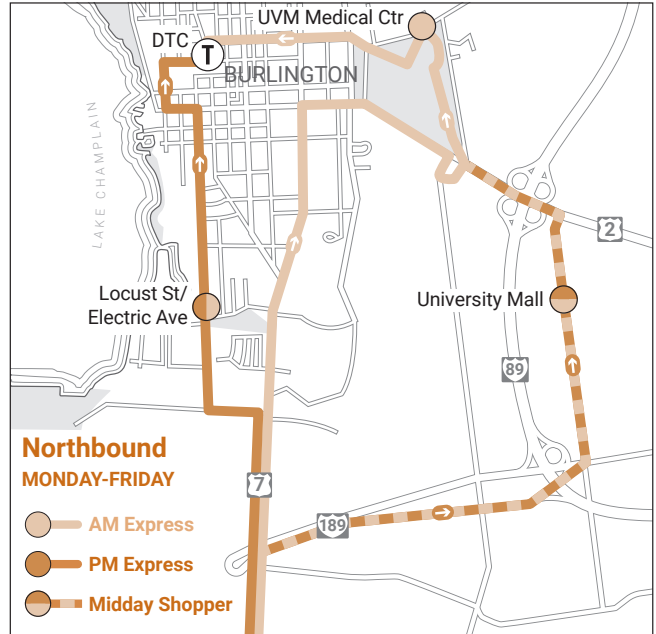 UVM Medical Ctr
DTC
T
BURLINGTON
LAKE CHAMPLAIN
2
Locust St/
Electric Ave
University Mall
89
Northbound
MONDAY-FRIDAY
7
AM Express
189
PM Express
Midday Shopper